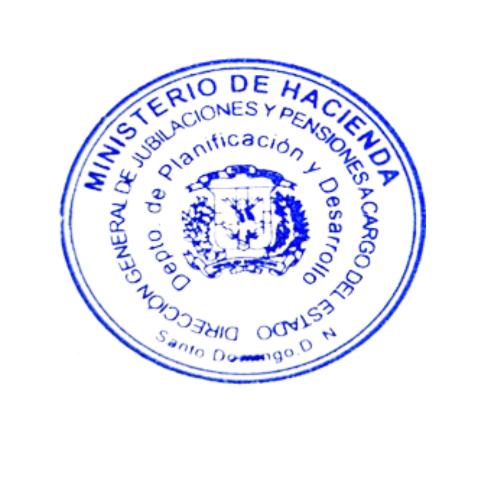 MINISTERIO DE HACIENDA
DIRECCIÓN GENERAL DE JUBILACIONES Y PENSIONES A CARGO DEL ESTADO
Depto. de Planificación y Desarrollo
Santo Domingo. D N